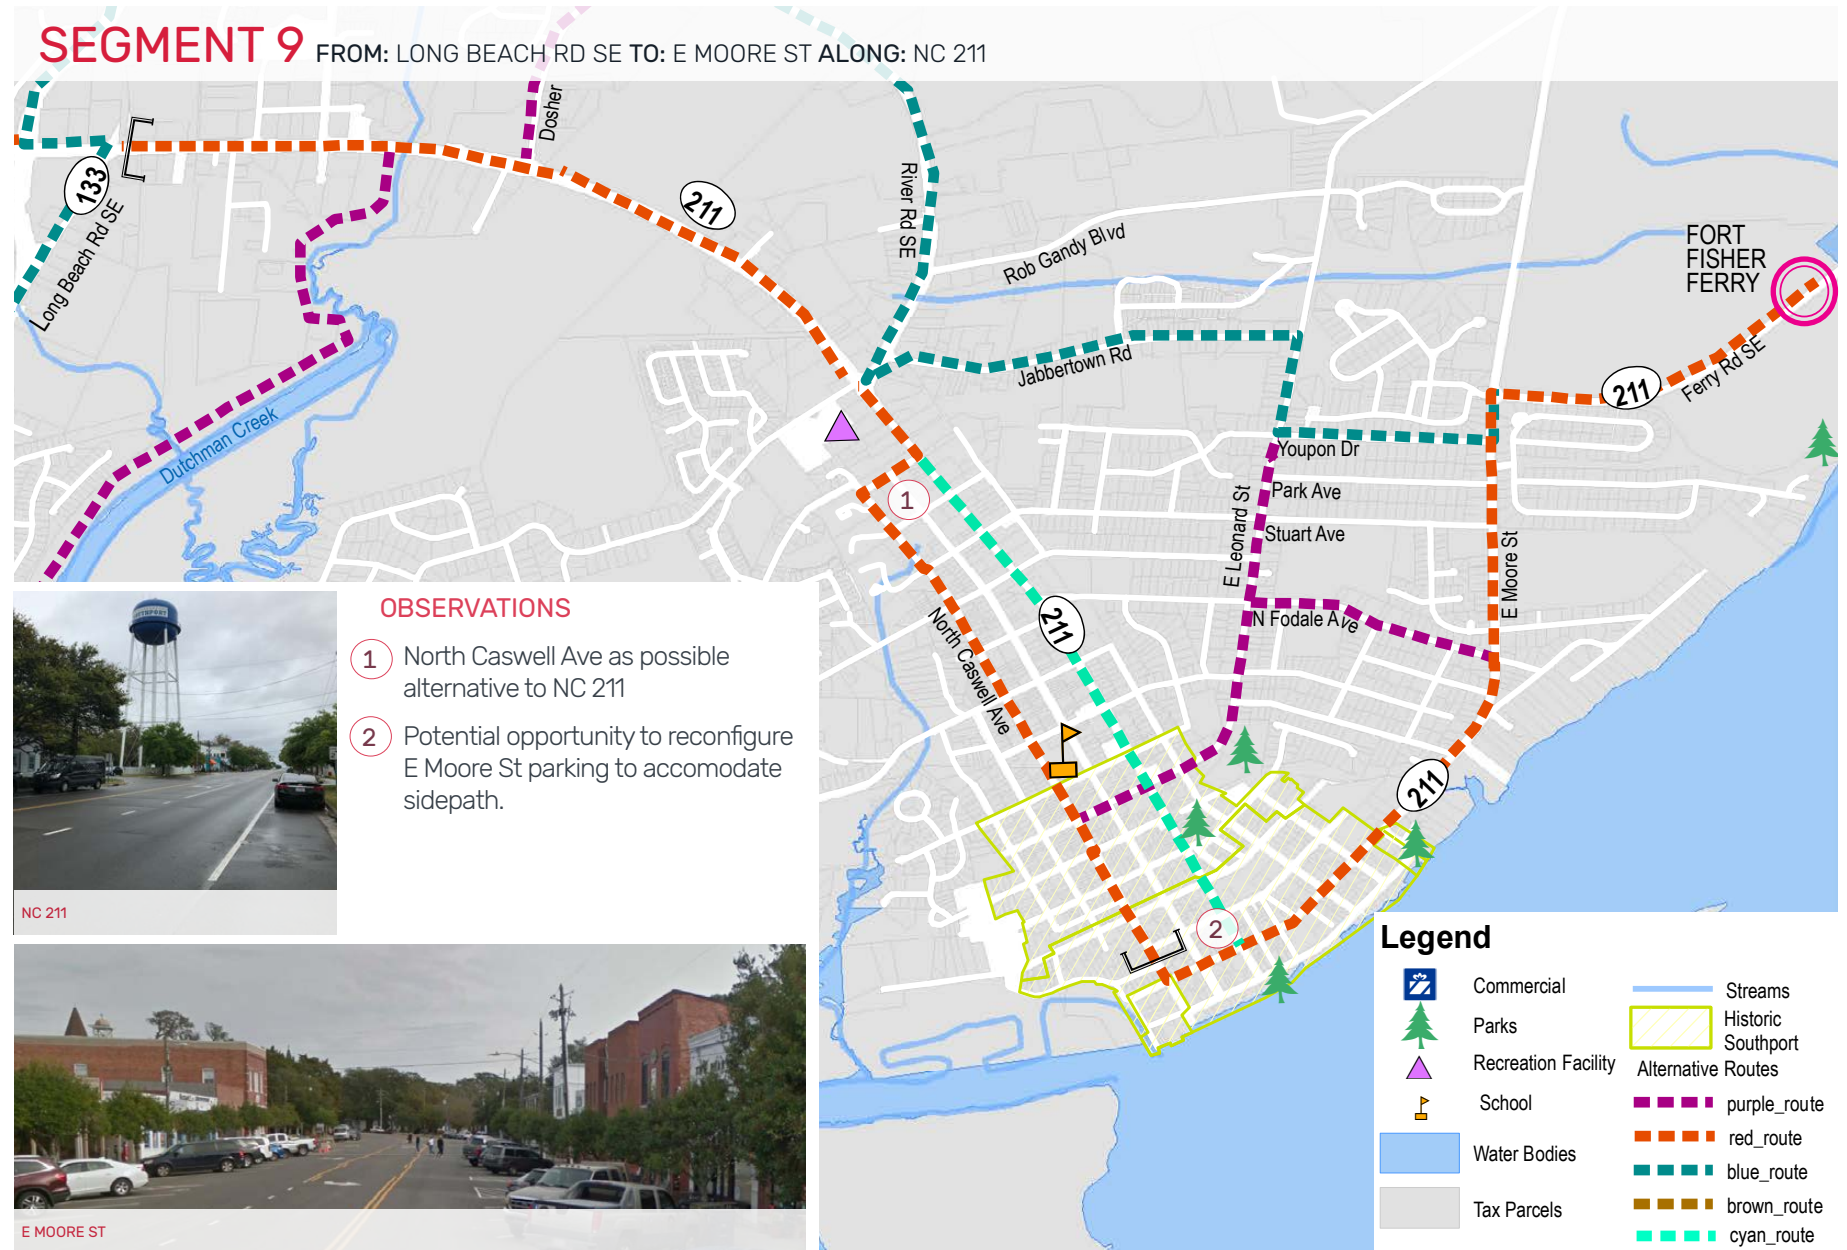 SEGMENT 9 FROM: LONG BEACH RD SE TO: E MOORE ST ALONG: NC 211
Dosher
133
Long Beach Rd SE
211
River Rd SE
Rob Gandy Blvd
FORT
FISHER
FERRY
Jabbertown Rd
211
Ferry Rd SE
Dutchman Creek
Youpon Dr
Park Ave
E Leonard St
Stuart Ave
E Moore St
N Fodale Ave
1
211
North Caswell Ave
211
2
OBSERVATIONS
1 North Caswell Ave as possible
alternative to NC 211
2 Potential opportunity to reconfigure
E Moore St parking to accomodate
sidepath.
NC 211
E MOORE ST
Legend
Commercial
Parks
Recreation Facility
School
Water Bodies
Tax Parcels
Streams
Historic
Southport
Alternative Routes
purple_route
red_route
blue_route
brown_route
cyan_route